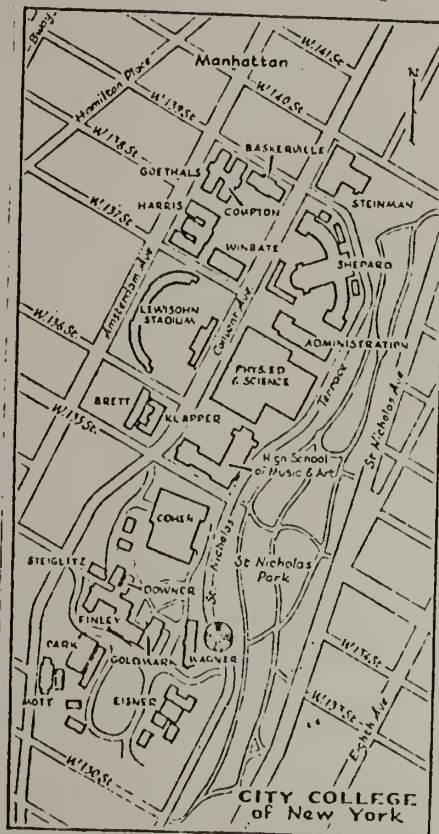 Bway
Hamilton Place
Manhattan
W. 141 St
W. 140 St.
W. 139 St.
W. 138 St
W. 137 St
N
BASKERVILLE
GOETHALS
COMPTON
STEINMAN
HARRIS
WINGATE
SHEPARD
Amsterdam Ave
LEWISOHN
STADIUM
Convent Ave
ADMINISTRATION
W. 136 St
PHYS. ED
& SCIENCE
Terrace
St Nicholas Ave
BRETT
KLAPPER
W. 135 St.
High School
of Music & Art
COHEN
St. Nicholas
St Nicholas
Park
STEIGLITZ
DOWNER
FINLEY
PARK
GOLDMARK
WAGNER
W. 134 St.
MOTT
EISNER
W. 133 St.
Eighth Ave
W. 130 St.
CITY COLLEGE
of New York